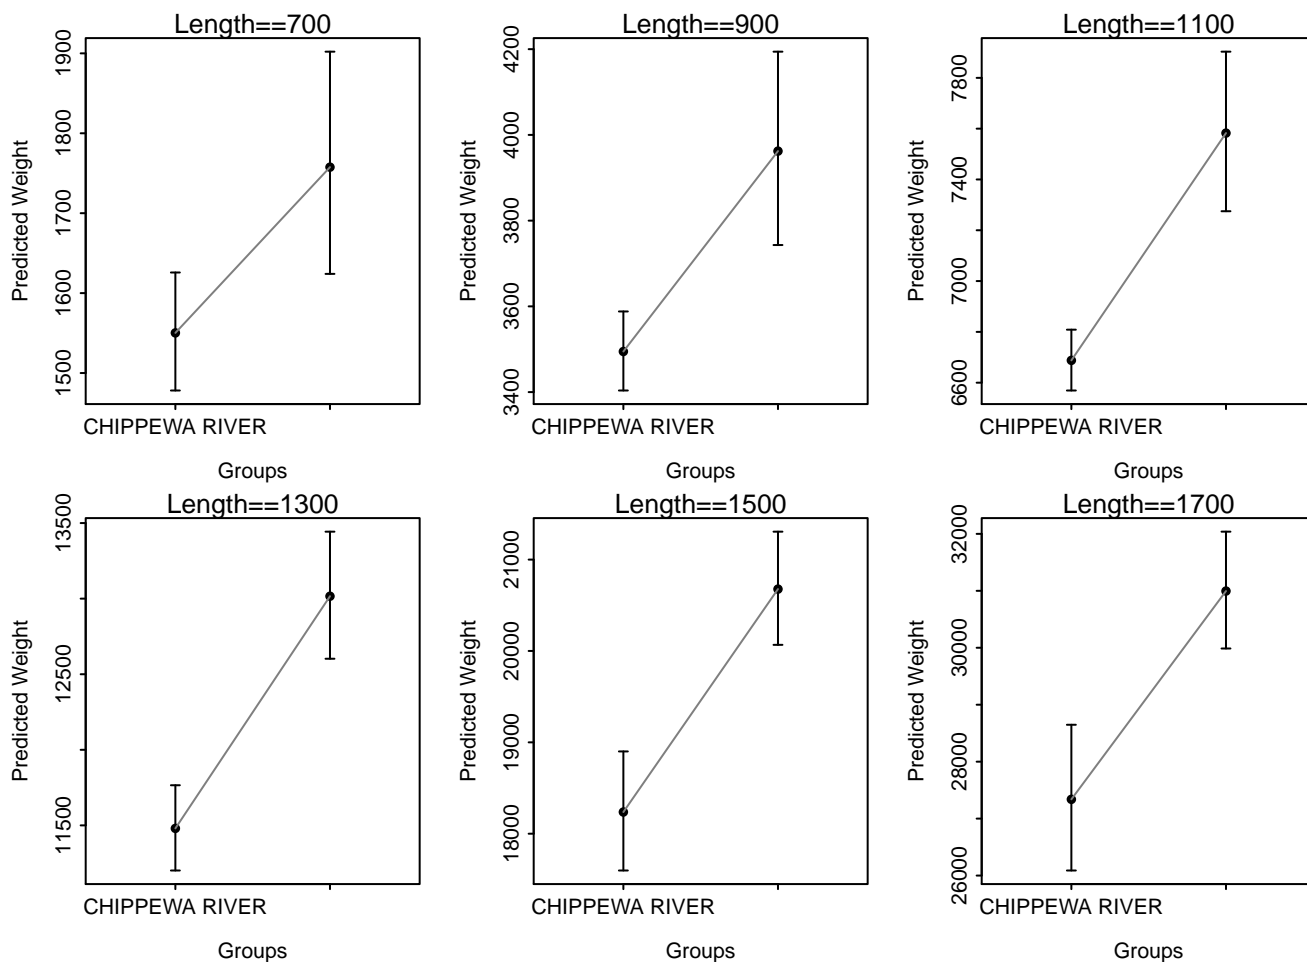 Length==700
Predicted Weight
1900
1800
1700
1600
1500
CHIPPEWA RIVER
Groups
Length==900
Predicted Weight
4200
4000
3800
3600
3400
CHIPPEWA RIVER
Groups
Length==1100
Predicted Weight
7800
7400
7000
6600
CHIPPEWA RIVER
Groups
Length==1300
Predicted Weight
13500
12500
11500
CHIPPEWA RIVER
Groups
Length==1500
Predicted Weight
21000
20000
19000
18000
CHIPPEWA RIVER
Groups
Length==1700
Predicted Weight
32000
30000
28000
26000
CHIPPEWA RIVER
Groups